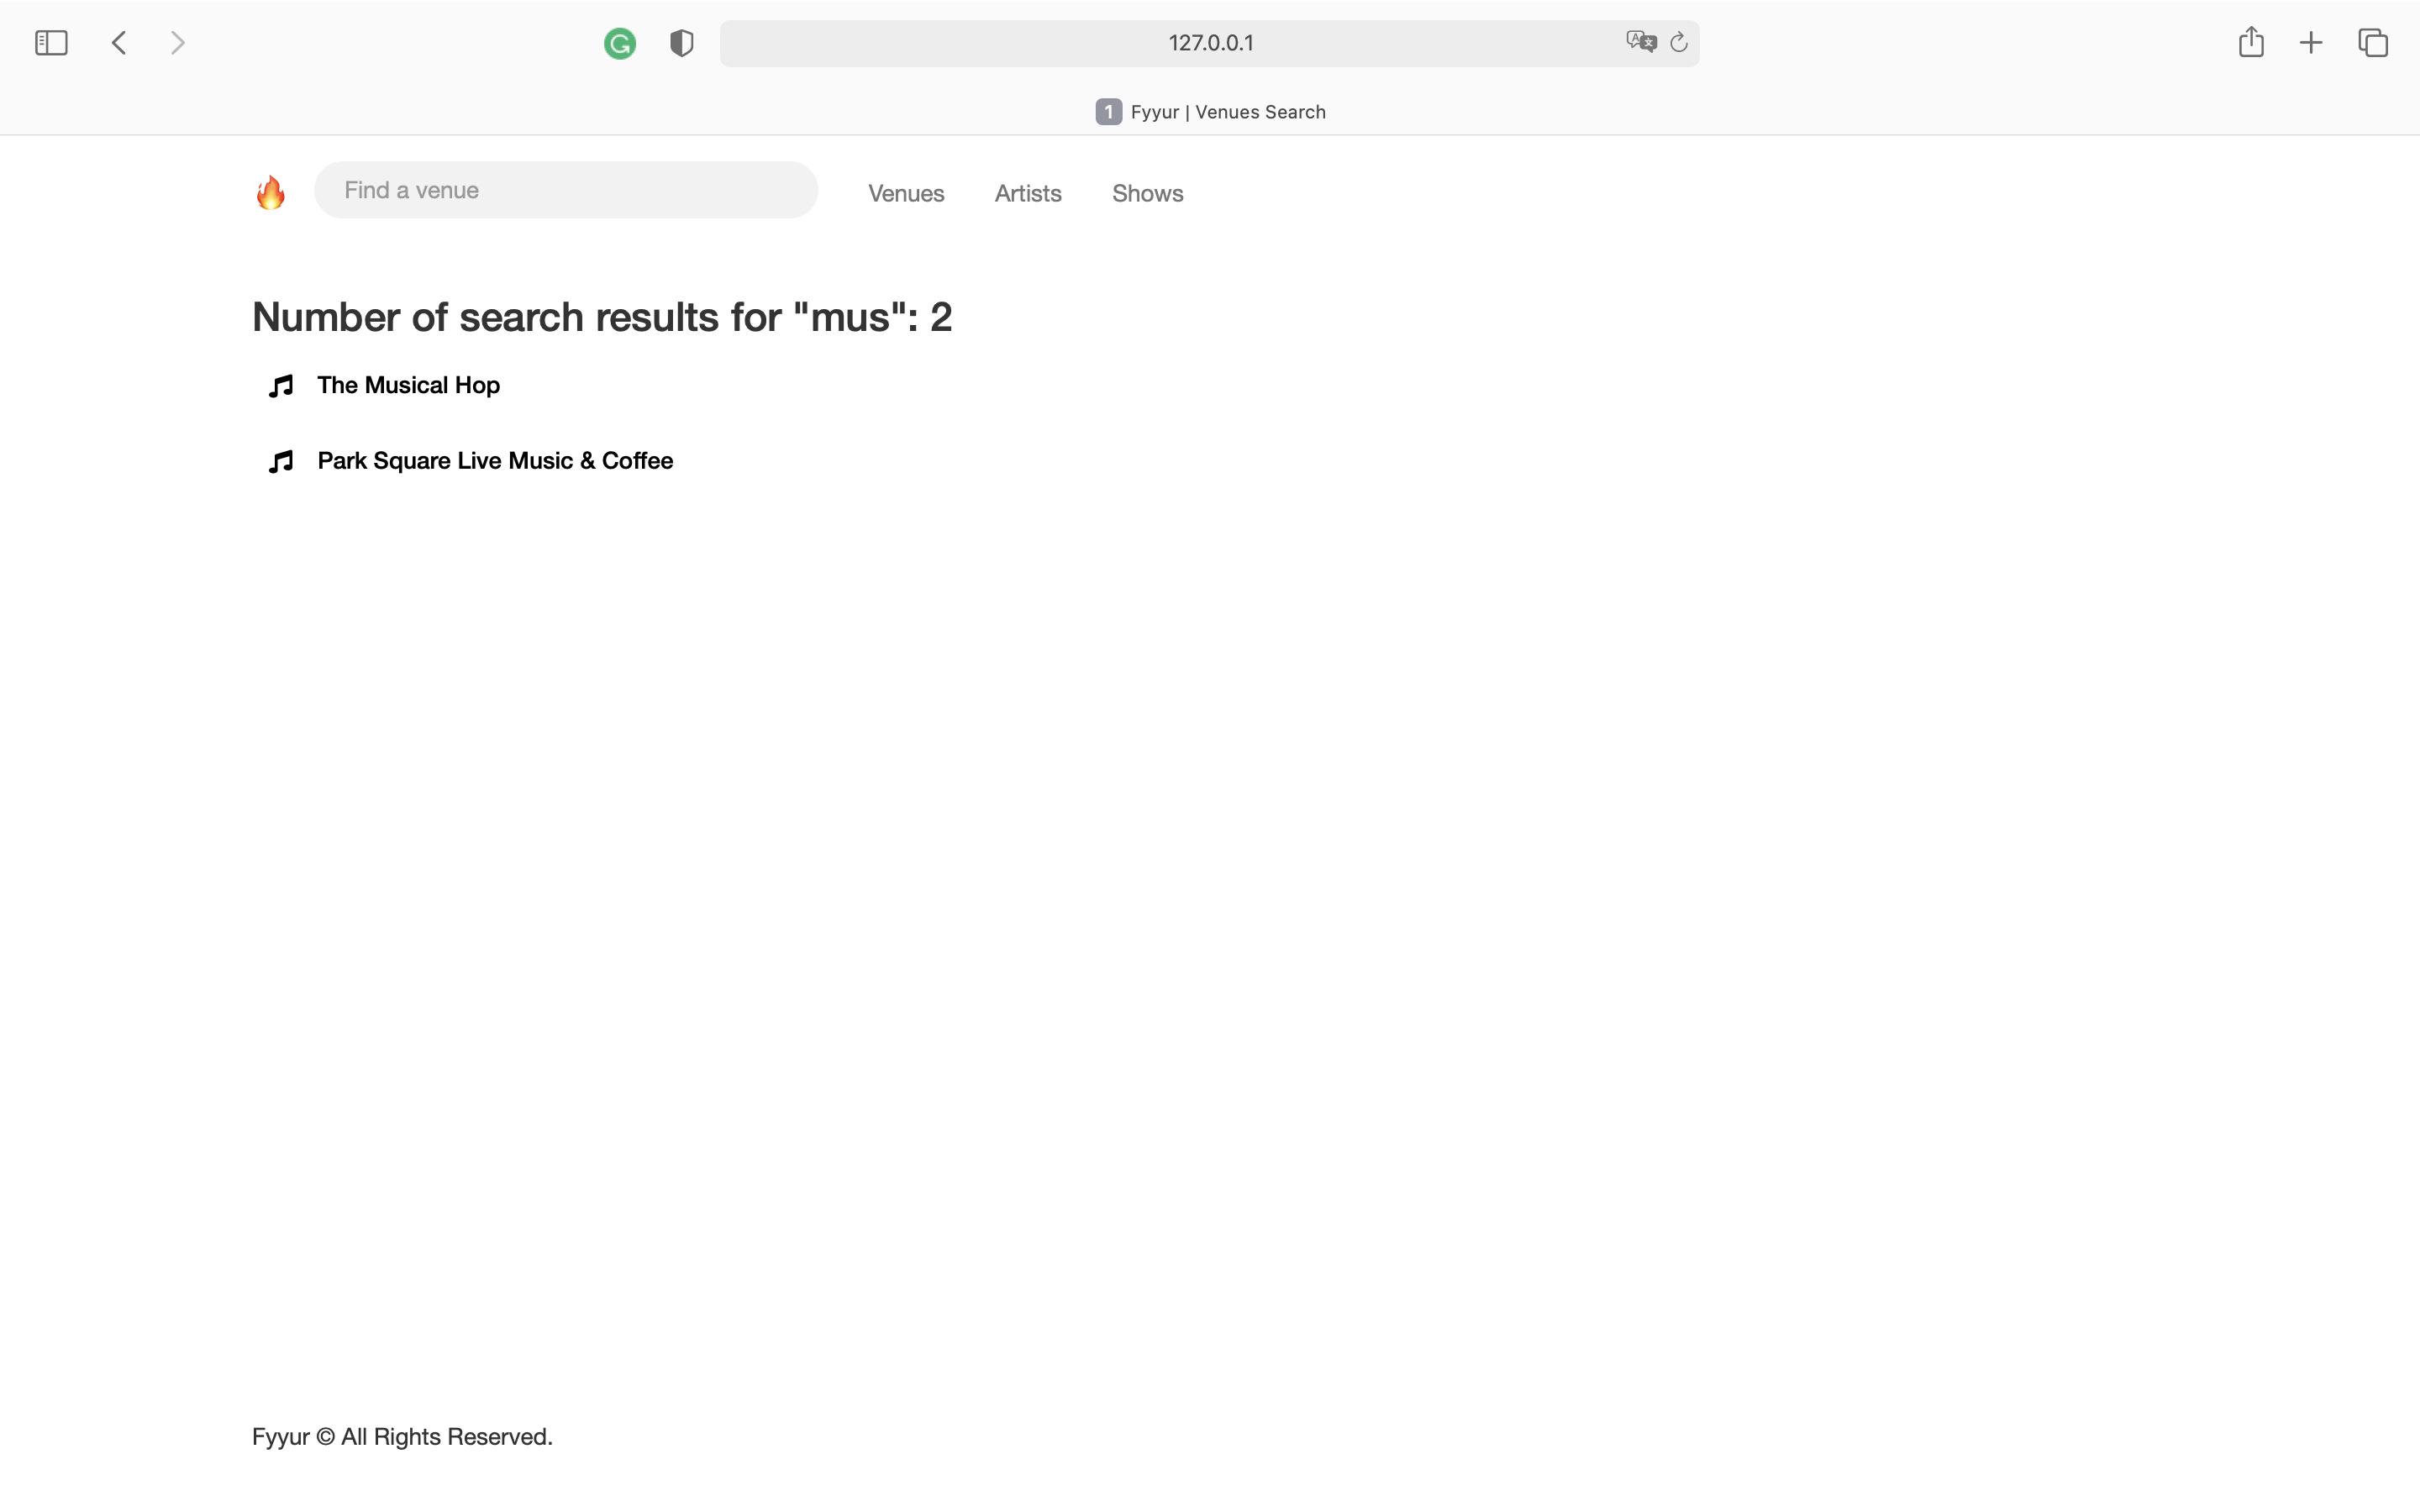 127.0.0.1
1 Fyyur | Venues Search
Find a venue
Venues
Artists
Shows
Number of search results for "mus": 2
The Musical Hop
Park Square Live Music & Coffee
Fyyur © All Rights Reserved.